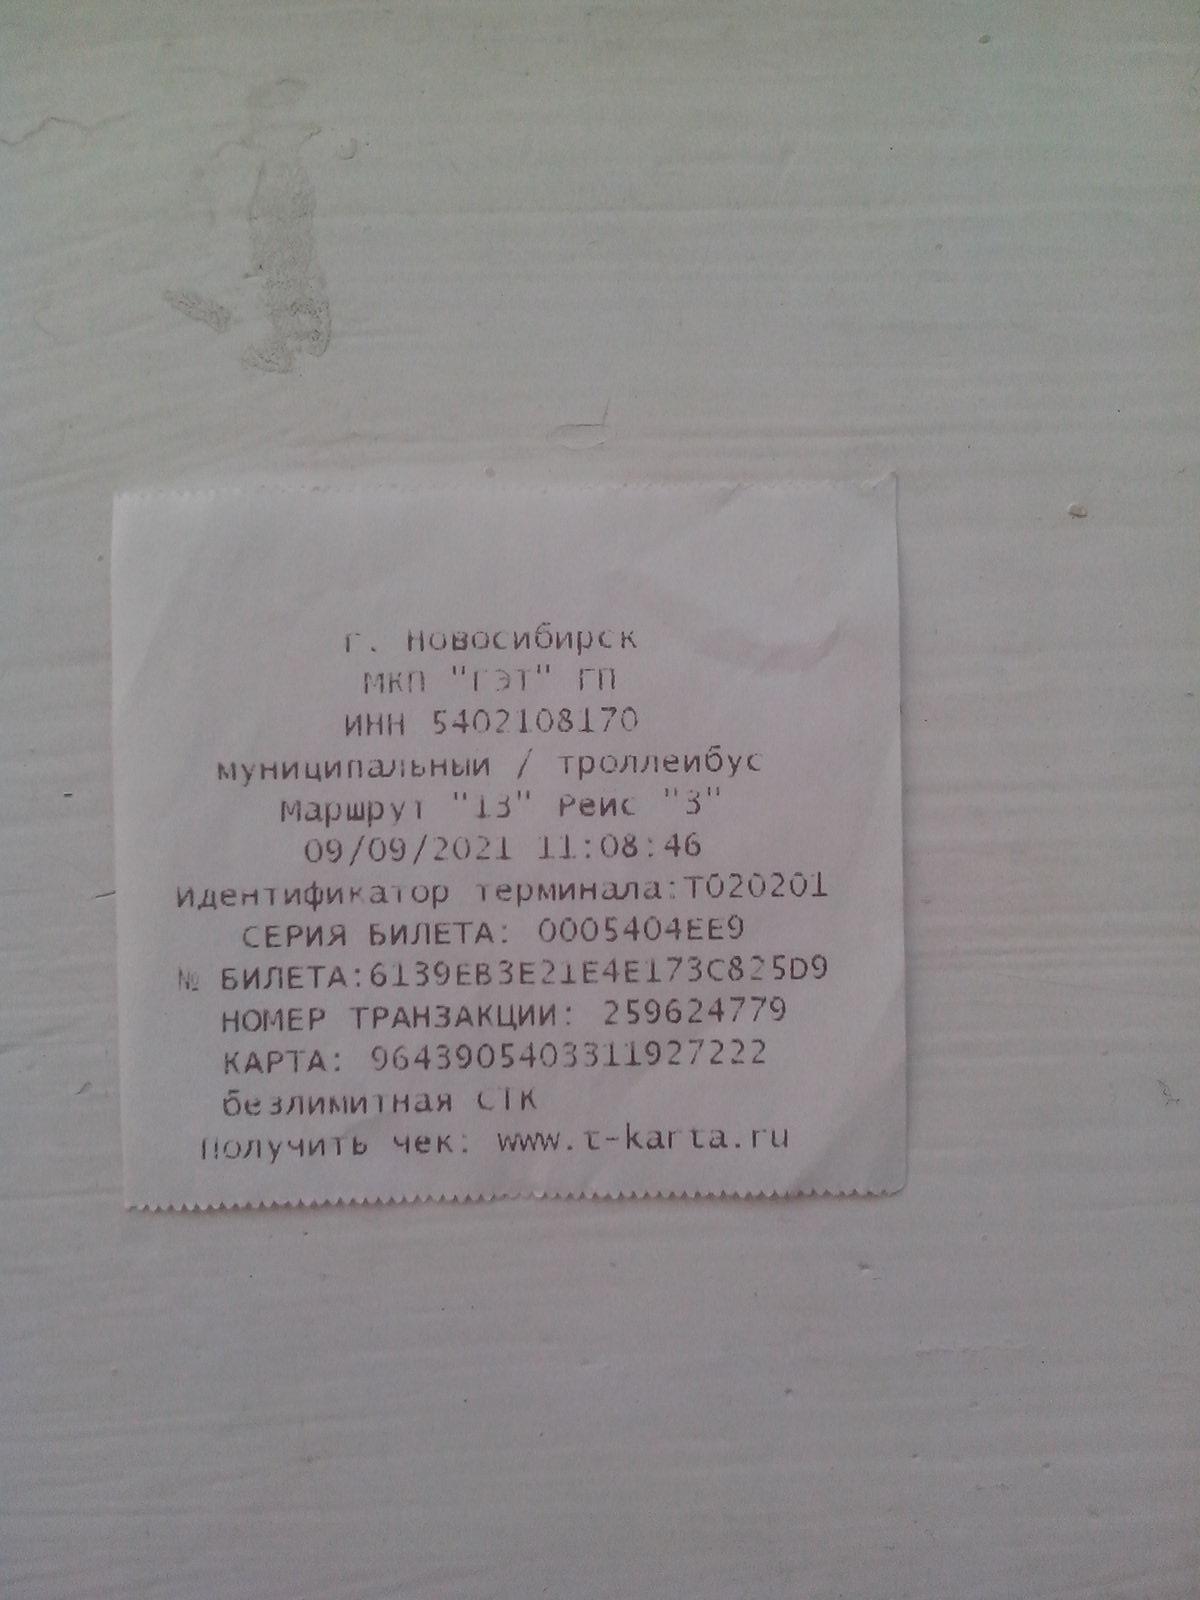 г. Новосибирск
МКП "ГЭТ" ГП
ИНН 5402108170
муниципальный / троллейбус
Маршрут "13" Рейс "3"
09/09/2021 11:08:46
Идентификатор терминала:T020201
СЕРИЯ БИЛЕТА: 0005404EE9
№ БИЛЕТА:6139EB3E21E4E173C825D9
НОМЕР ТРАНЗАКЦИИ: 259624779
КАРТА: 9643905403311927222
безлимитная СТК
Получить чек: www.t-karta.ru